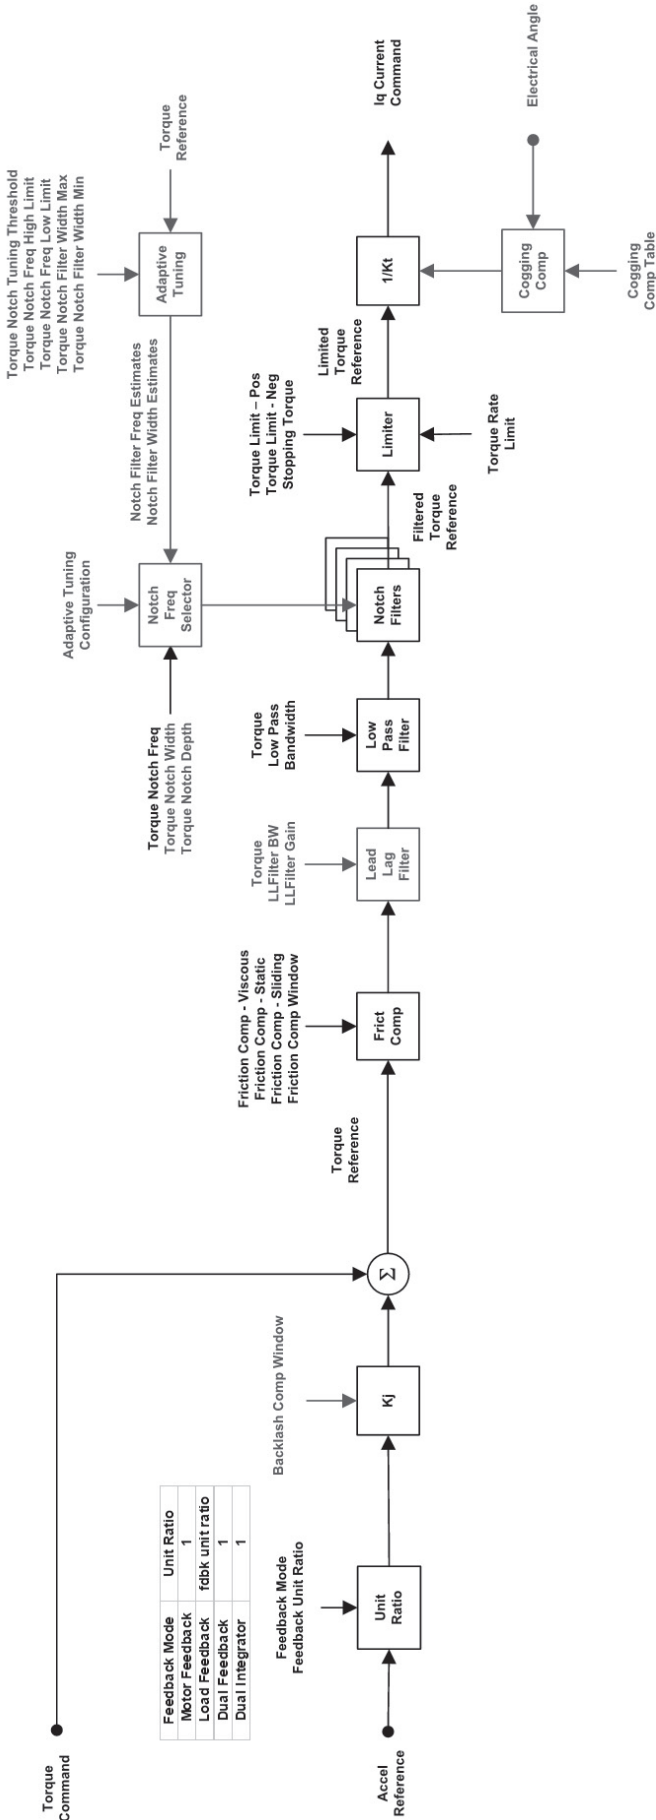 Torque
Command
Accel
Reference
Feedback Mode Unit Ratio
Motor Feedback 1
Load Feedback fdbk unit ratio
Dual Feedback 1
Dual Integrator 1
Feedback Mode
Feedback Unit Ratio
Unit
Ratio
Backlash Comp Window
Kj
Σ
Torque
Reference
Friction Comp - Viscous
Friction Comp - Static
Friction Comp - Sliding
Friction Comp Window
Frict
Comp
Torque
LLFilter BW
LLFilter Gain
Lead
Lag
Filter
Torque
Low Pass
Bandwidth
Low
Pass
Filter
Torque Notch Freq
Torque Notch Width
Torque Notch Depth
Adaptive Tuning
Configuration
Notch
Freq
Selector
Notch Filter Freq Estimates
Notch Filter Width Estimates
Torque Notch Tuning Threshold
Torque Notch Freq High Limit
Torque Notch Freq Low Limit
Torque Notch Filter Width Max
Torque Notch Filter Width Min
Adaptive
Tuning
Torque
Reference
Notch
Filters
Filtered
Torque
Reference
Torque Limit – Pos
Torque Limit - Neg
Stopping Torque
Limiter
Torque Rate
Limit
Limited
Torque
Reference
1/Kt
Iq Current
Command
Cogging
Comp
Cogging
Comp Table
Electrical Angle